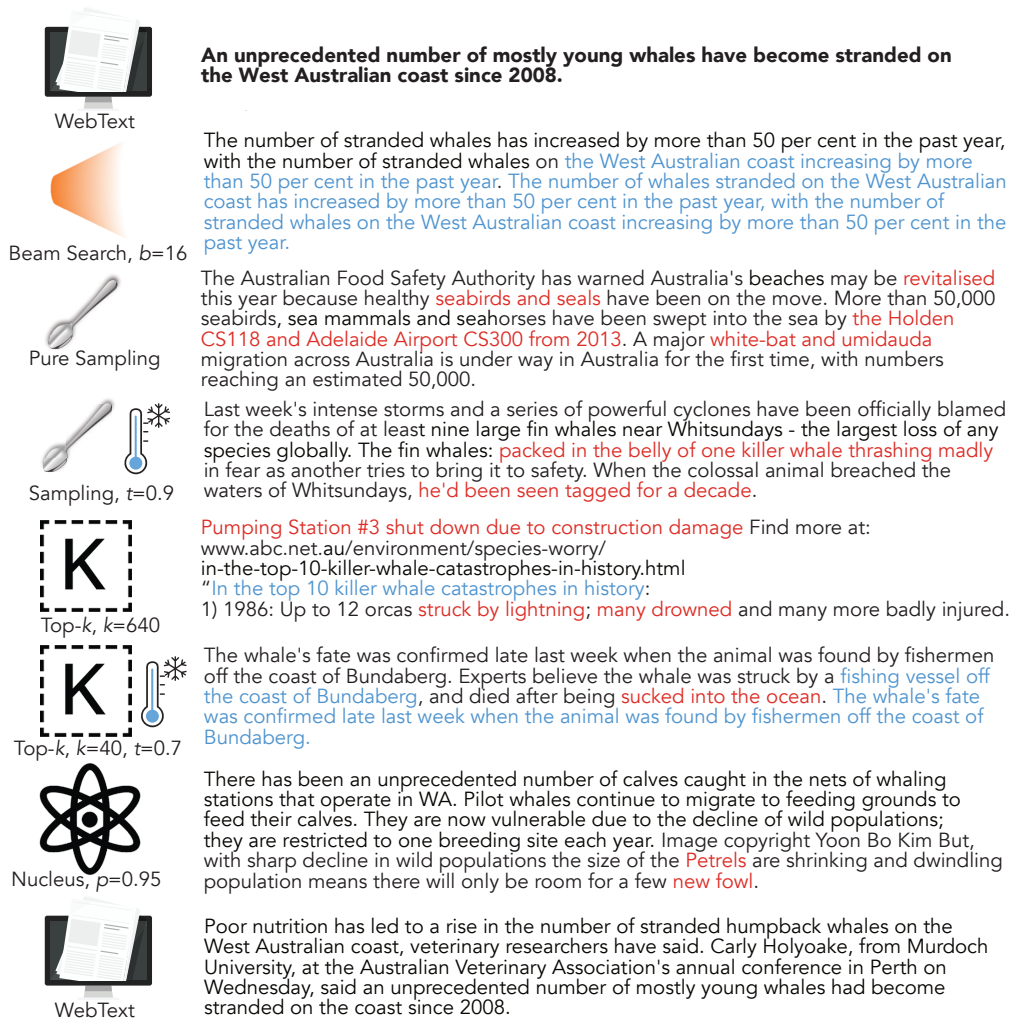 An unprecedented number of mostly young whales have become stranded on
the West Australian coast since 2008.
WebText
The number of stranded whales has increased by more than 50 per cent in the past year,
with the number of stranded whales on the West Australian coast increasing by more
than 50 per cent in the past year. The number of whales stranded on the West Australian
coast has increased by more than 50 per cent in the past year, with the number of
stranded whales on the West Australian coast increasing by more than 50 per cent in the
past year.
Beam Search, b=16
The Australian Food Safety Authority has warned Australia's beaches may be revitalised
this year because healthy seabirds and seals have been on the move. More than 50,000
seabirds, sea mammals and seahorses have been swept into the sea by the Holden
CS118 and Adelaide Airport CS300 from 2013. A major white-bat and umidauda
migration across Australia is under way in Australia for the first time, with numbers
reaching an estimated 50,000.
Pure Sampling
Last week's intense storms and a series of powerful cyclones have been officially blamed
for the deaths of at least nine large fin whales near Whitsundays - the largest loss of any
species globally. The fin whales: packed in the belly of one killer whale thrashing madly
in fear as another tries to bring it to safety. When the colossal animal breached the
waters of Whitsundays, he'd been seen tagged for a decade.
Sampling, t=0.9
Pumping Station #3 shut down due to construction damage Find more at:
www.abc.net.au/environment/species-worry/
in-the-top-10-killer-whale-catastrophes-in-history.html
“In the top 10 killer whale catastrophes in history:
1) 1986: Up to 12 orcas struck by lightning; many drowned and many more badly injured.
K
Top-k, k=640
The whale's fate was confirmed late last week when the animal was found by fishermen
off the coast of Bundaberg. Experts believe the whale was struck by a fishing vessel off
the coast of Bundaberg, and died after being sucked into the ocean. The whale's fate
was confirmed late last week when the animal was found by fishermen off the coast of
Bundaberg.
K
Top-k, k=40, t=0.7
There has been an unprecedented number of calves caught in the nets of whaling
stations that operate in WA. Pilot whales continue to migrate to feeding grounds to
feed their calves. They are now vulnerable due to the decline of wild populations;
they are restricted to one breeding site each year. Image copyright Yoon Bo Kim But,
with sharp decline in wild populations the size of the Petrels are shrinking and dwindling
population means there will only be room for a few new fowl.
Nucleus, p=0.95
Poor nutrition has led to a rise in the number of stranded humpback whales on the
West Australian coast, veterinary researchers have said. Carly Holyoake, from Murdoch
University, at the Australian Veterinary Association's annual conference in Perth on
Wednesday, said an unprecedented number of mostly young whales had become
stranded on the coast since 2008.
WebText